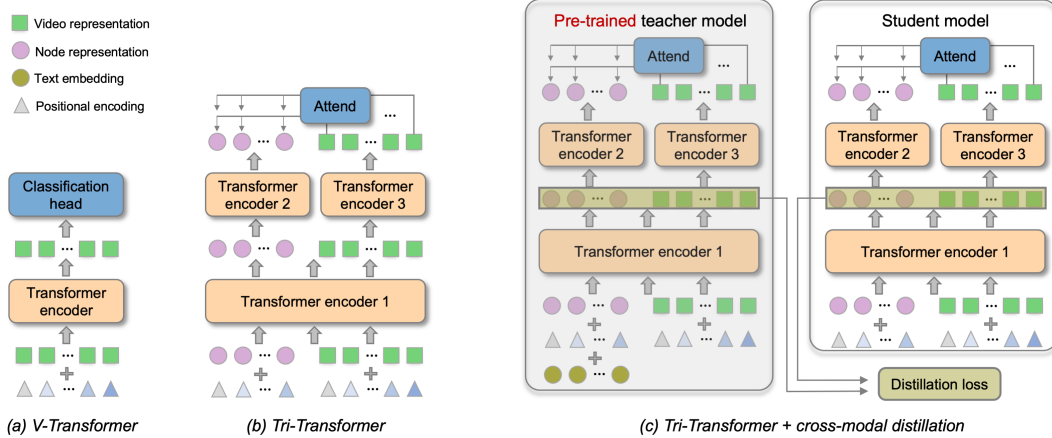 Video representation
Node representation
Text embedding
Positional encoding
Classification
head
...
Transformer
encoder
...
+
...
(a) V-Transformer
Attend
...
... ...
Transformer
encoder 2
Transformer
encoder 3
... ...
Transformer encoder 1
... ...
+ +
... ...
(b) Tri-Transformer
Pre-trained teacher model
Attend
...
... ...
Transformer
encoder 2
Transformer
encoder 3
... ...
Transformer encoder 1
... ...
+ +
... ...
+
...
Student model
Attend
...
... ...
Transformer
encoder 2
Transformer
encoder 3
... ...
Transformer encoder 1
... ...
+ +
... ...
Distillation loss
(c) Tri-Transformer + cross-modal distillation